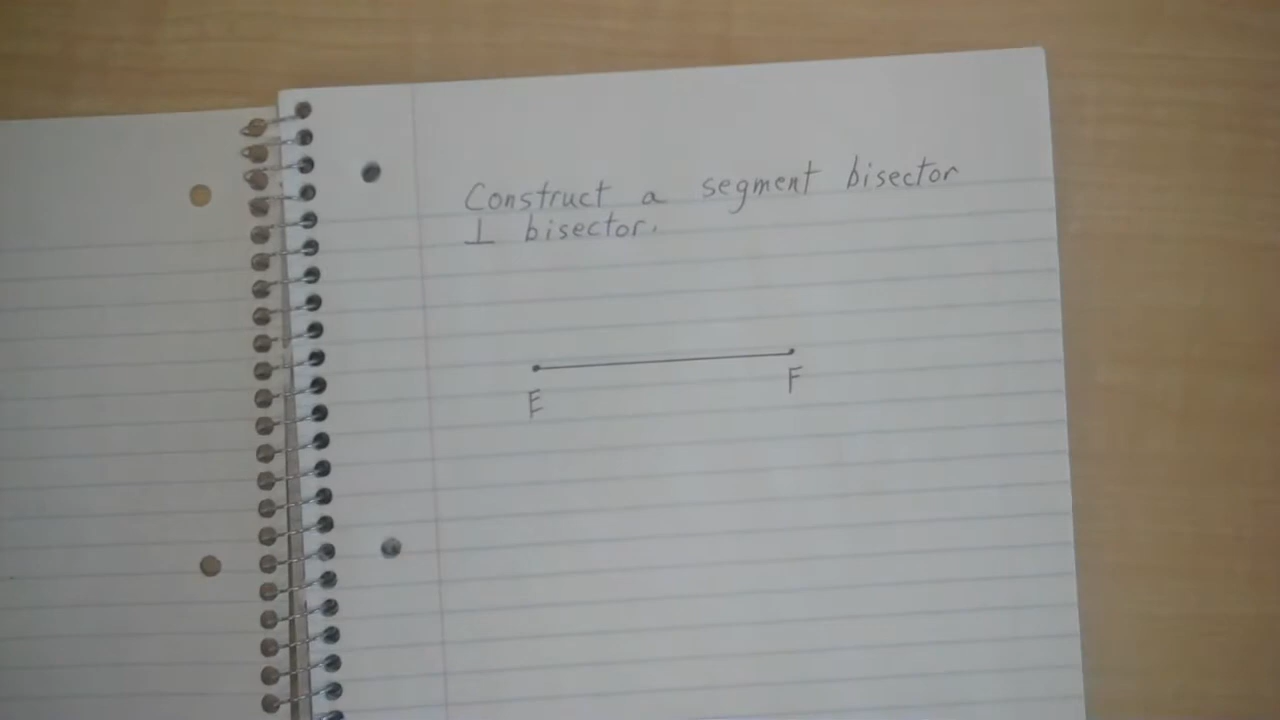 Construct a segment bisector
⊥ bisector.
E
F